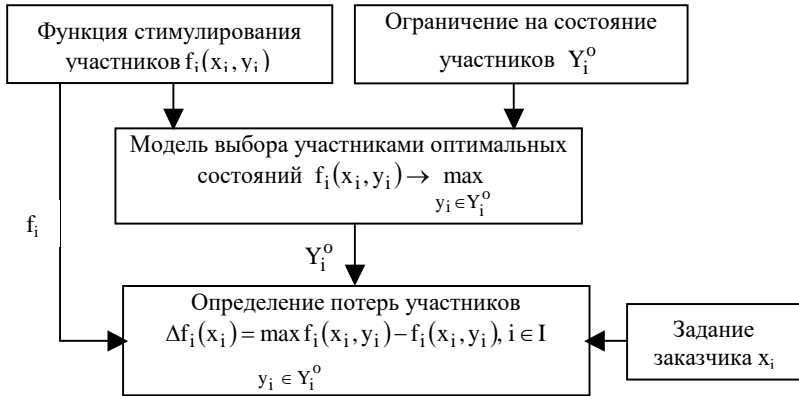 Функция стимулирования
участников f_i(x_i, y_i)
Ограничение на состояние
участников Y_i^o
Модель выбора участниками оптимальных
состояний f_i(x_i, y_i) → max
y_i ∈ Y_i^o
f_i
Y_i^o
Определение потерь участников
Δf_i(x_i) = max f_i(x_i, y_i) − f_i(x_i, y_i), i ∈ I
y_i ∈ Y_i^o
Задание
заказчика x_i